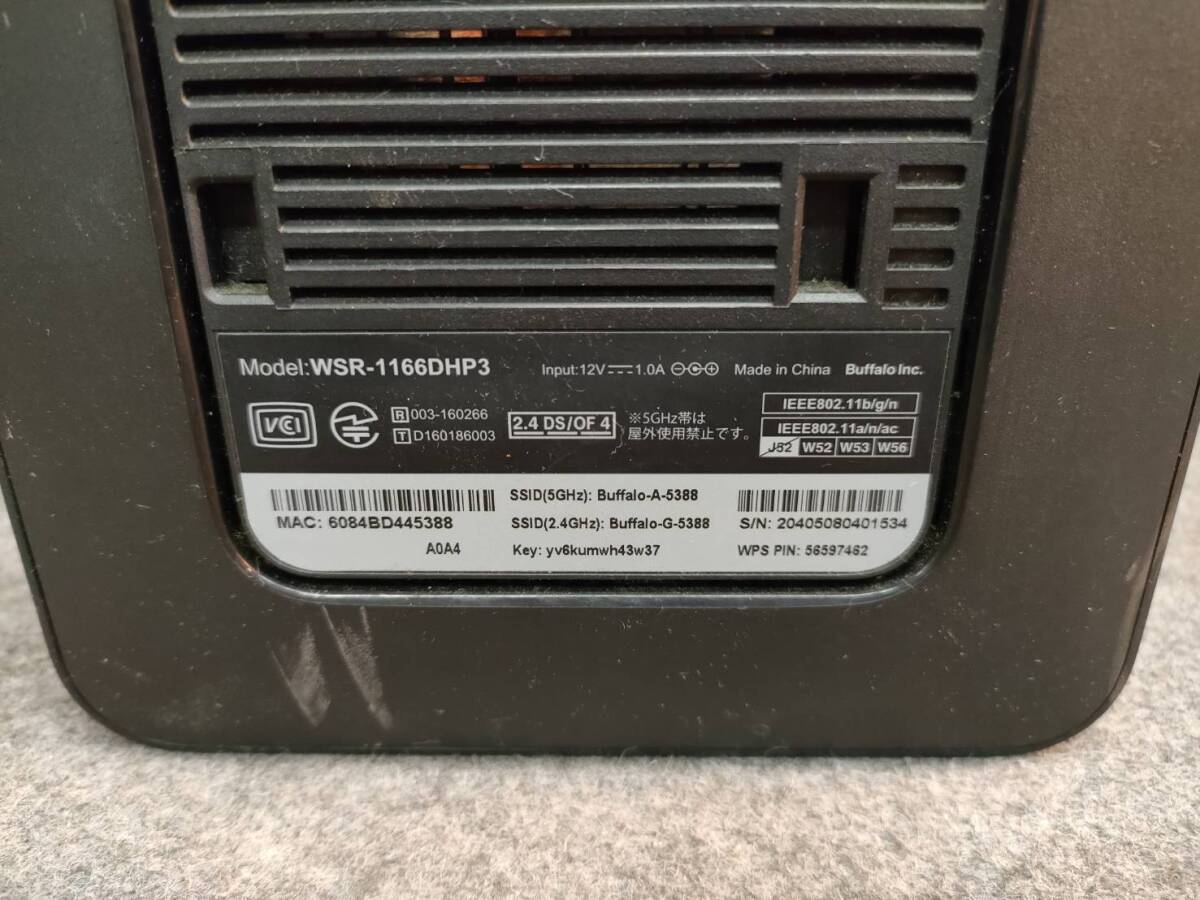 Model:WSR-1166DHP3 Input:12V⎓1.0A Made in China Buffalo Inc.
VCI R 003-160266 2.4 DS/OF 4 ※5GHz帯は IEEE802.11b/g/n
T D160186003 屋外使用禁止です。 IEEE802.11a/n/ac
J52 W52 W53 W56
SSID(5GHz): Buffalo-A-5388
MAC: 6084BD445388 SSID(2.4GHz): Buffalo-G-5388 S/N: 20405080401534
A0A4 Key: yv6kumwh43w37 WPS PIN: 56597462